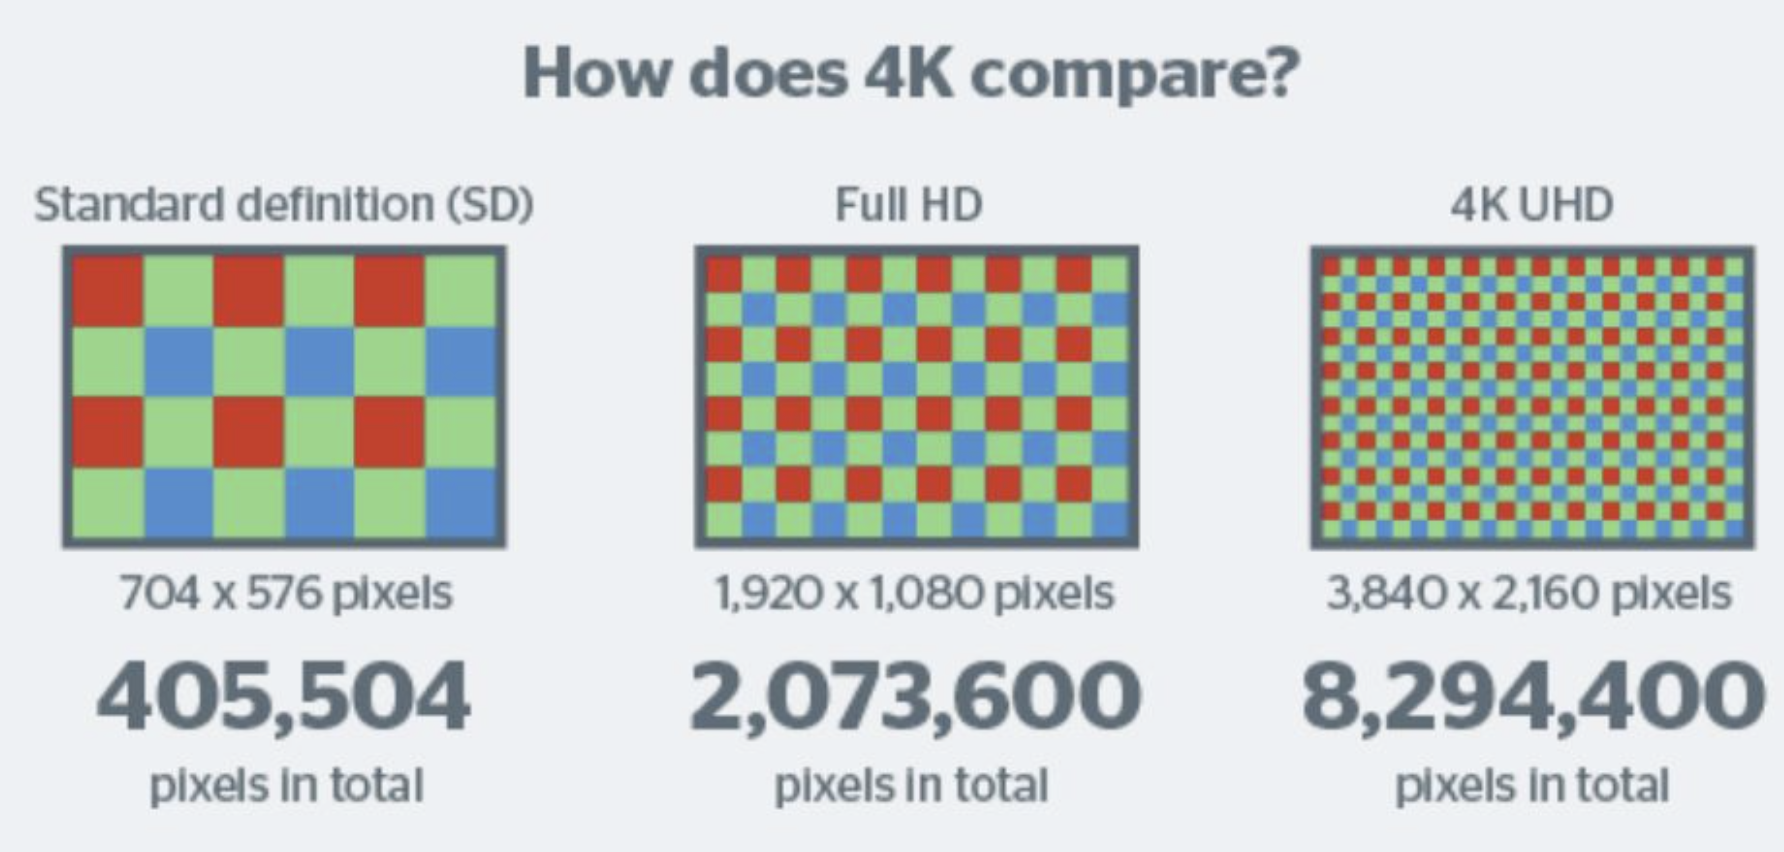 How does 4K compare?
Standard definition (SD)
Full HD
4K UHD
704 x 576 pixels
1,920 x 1,080 pixels
3,840 x 2,160 pixels
405,504
2,073,600
8,294,400
pixels in total
pixels in total
pixels in total